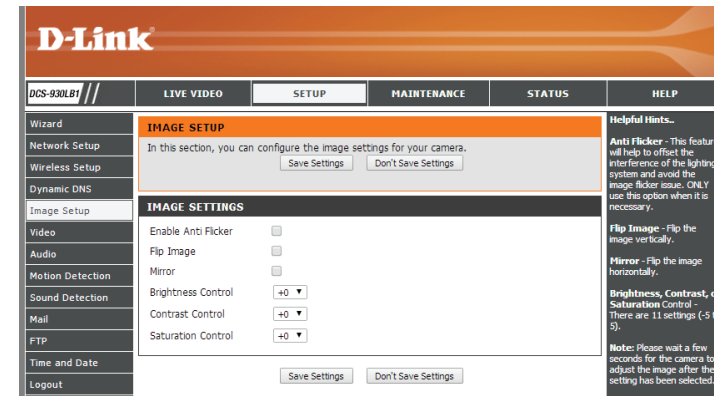 D-Link
DCS-930LB1
LIVE VIDEO
SETUP
MAINTENANCE
STATUS
HELP
Wizard
Network Setup
Wireless Setup
Dynamic DNS
Image Setup
Video
Audio
Motion Detection
Sound Detection
Mail
FTP
Time and Date
Logout
IMAGE SETUP
In this section, you can configure the image settings for your camera.
Save Settings Don't Save Settings
IMAGE SETTINGS
Enable Anti Flicker
Flip Image
Mirror
Brightness Control +0
Contrast Control +0
Saturation Control +0
Save Settings Don't Save Settings
Helpful Hints..
Anti Flicker - This
will help to offset the
interference of the lighting
system and avoid the
image flicker issue. ONLY
use this option when it is
necessary.
Flip Image - Flip the
image vertically.
Mirror - Flip the image
horizontally.
Brightness, Contrast,
Saturation Control -
There are 11 settings (-5
5).
Note: Please wait a few
seconds for the camera to
adjust the image after the
setting has been selected.